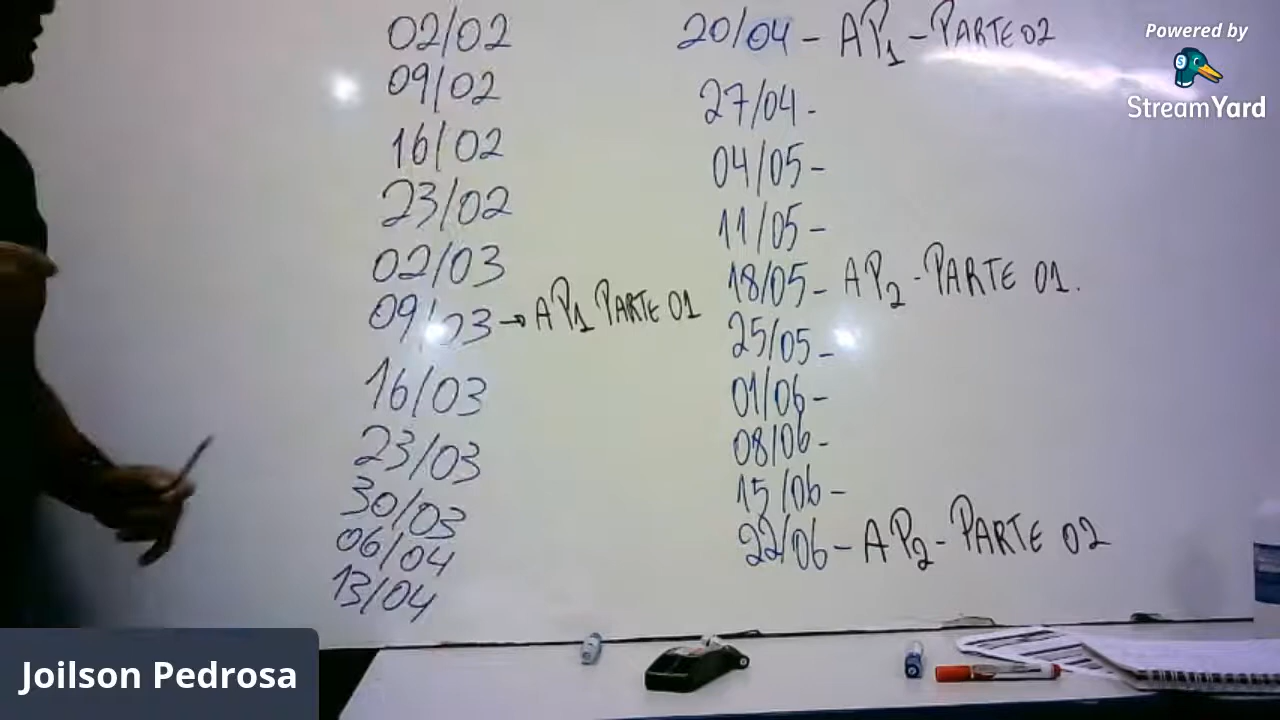 02/02
09/02
16/02
23/02
02/03
09/03 → AP1 PARTE 01
16/03
23/03
30/03
06/04
13/04
20/04 - AP1 - PARTE 02
27/04 -
04/05 -
11/05 -
18/05 - AP2 - PARTE 01.
25/05 -
01/06 -
08/06 -
15/06 -
22/06 - AP2 - PARTE 02
Powered by
StreamYard
Joilson Pedrosa